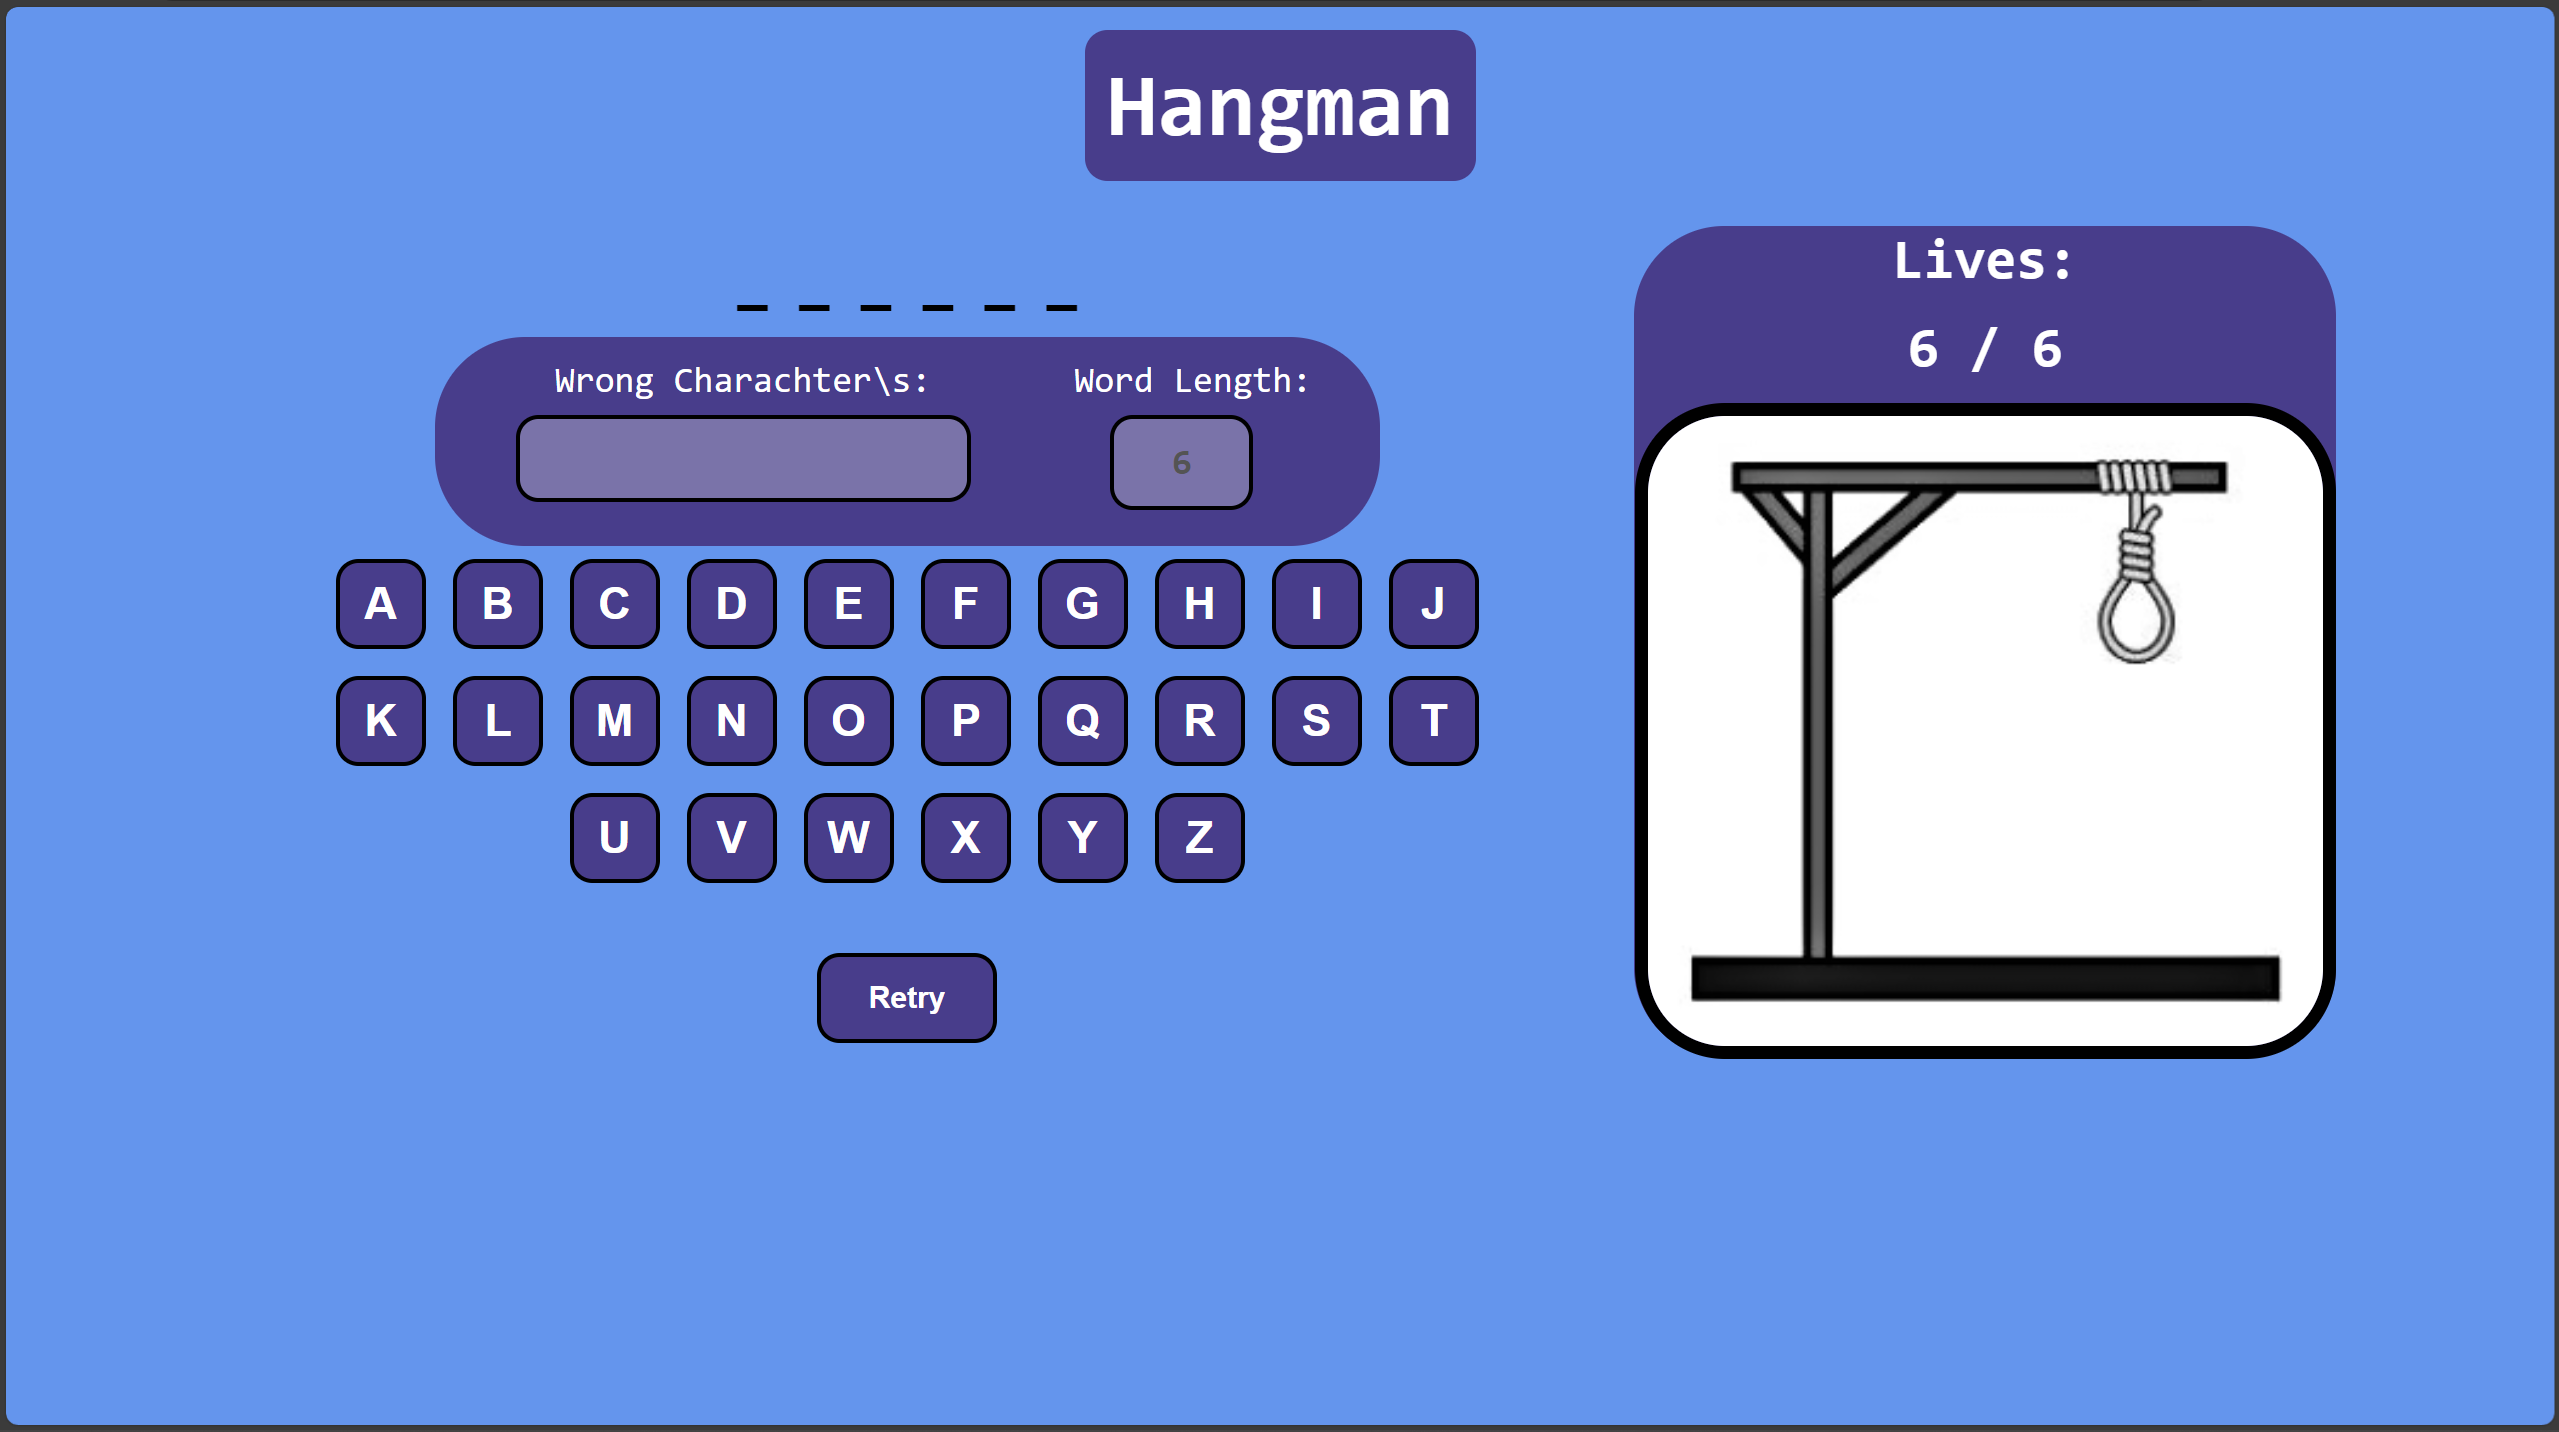 Hangman
_ _ _ _ _ _
Wrong Charachter\s:
Word Length:
6
A B C D E F G H I J
K L M N O P Q R S T
U V W X Y Z
Retry
Lives:
6 / 6